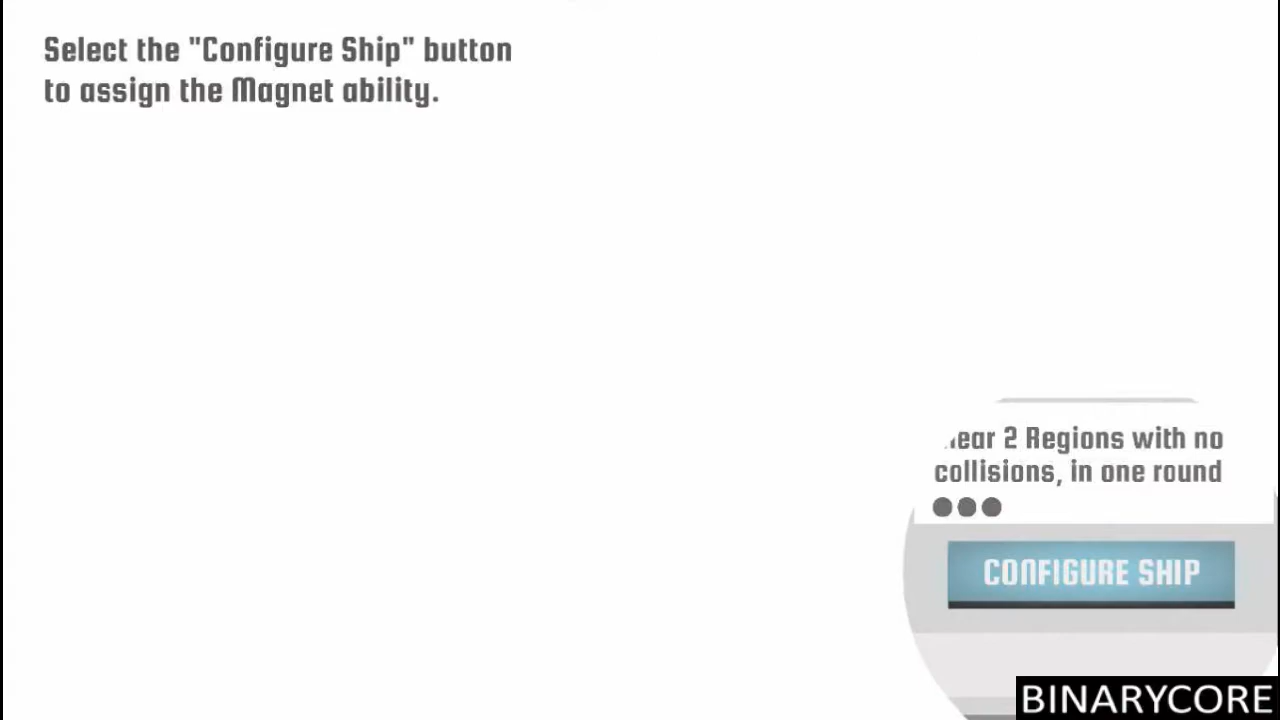 Select the "Configure Ship" button
to assign the Magnet ability.
2 Regions with no
collisions, in one round
CONFIGURE SHIP
BINARYCORE